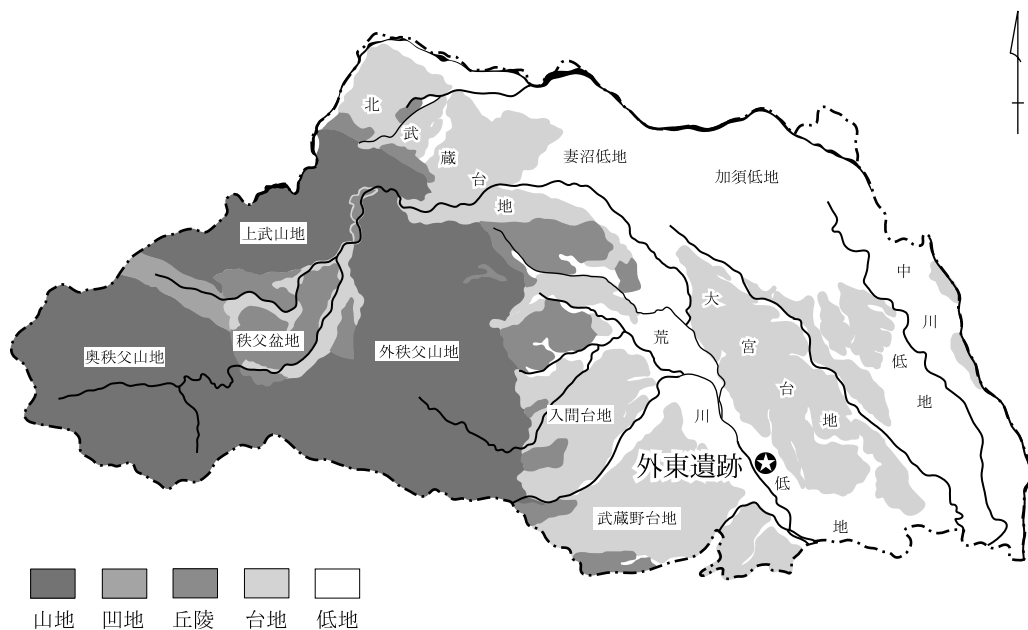 北武蔵台地
妻沼低地
加須低地
上武山地
中川低地
大宮台地
秩父盆地
奥秩父山地
外秩父山地
荒川低地
入間台地
外東遺跡
武蔵野台地
山地
凹地
丘陵
台地
低地